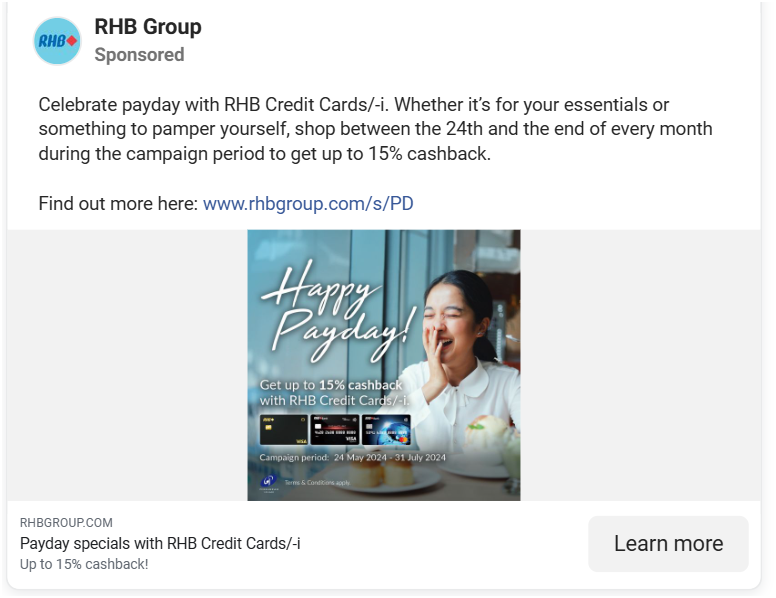 RHB
RHB Group
Sponsored
Celebrate payday with RHB Credit Cards/-i. Whether it's for your essentials or
something to pamper yourself, shop between the 24th and the end of every month
during the campaign period to get up to 15% cashback.
Find out more here: www.rhbgroup.com/s/PD
Happy
Payday!
Get up to 15% cashback
with RHB Credit Cards/-i.
VISA
VISA
Campaign period: 24 May 2024 - 31 July 2024
Terms & Conditions apply
RHBGROUP.COM
Payday specials with RHB Credit Cards/-i
Up to 15% cashback!
Learn more